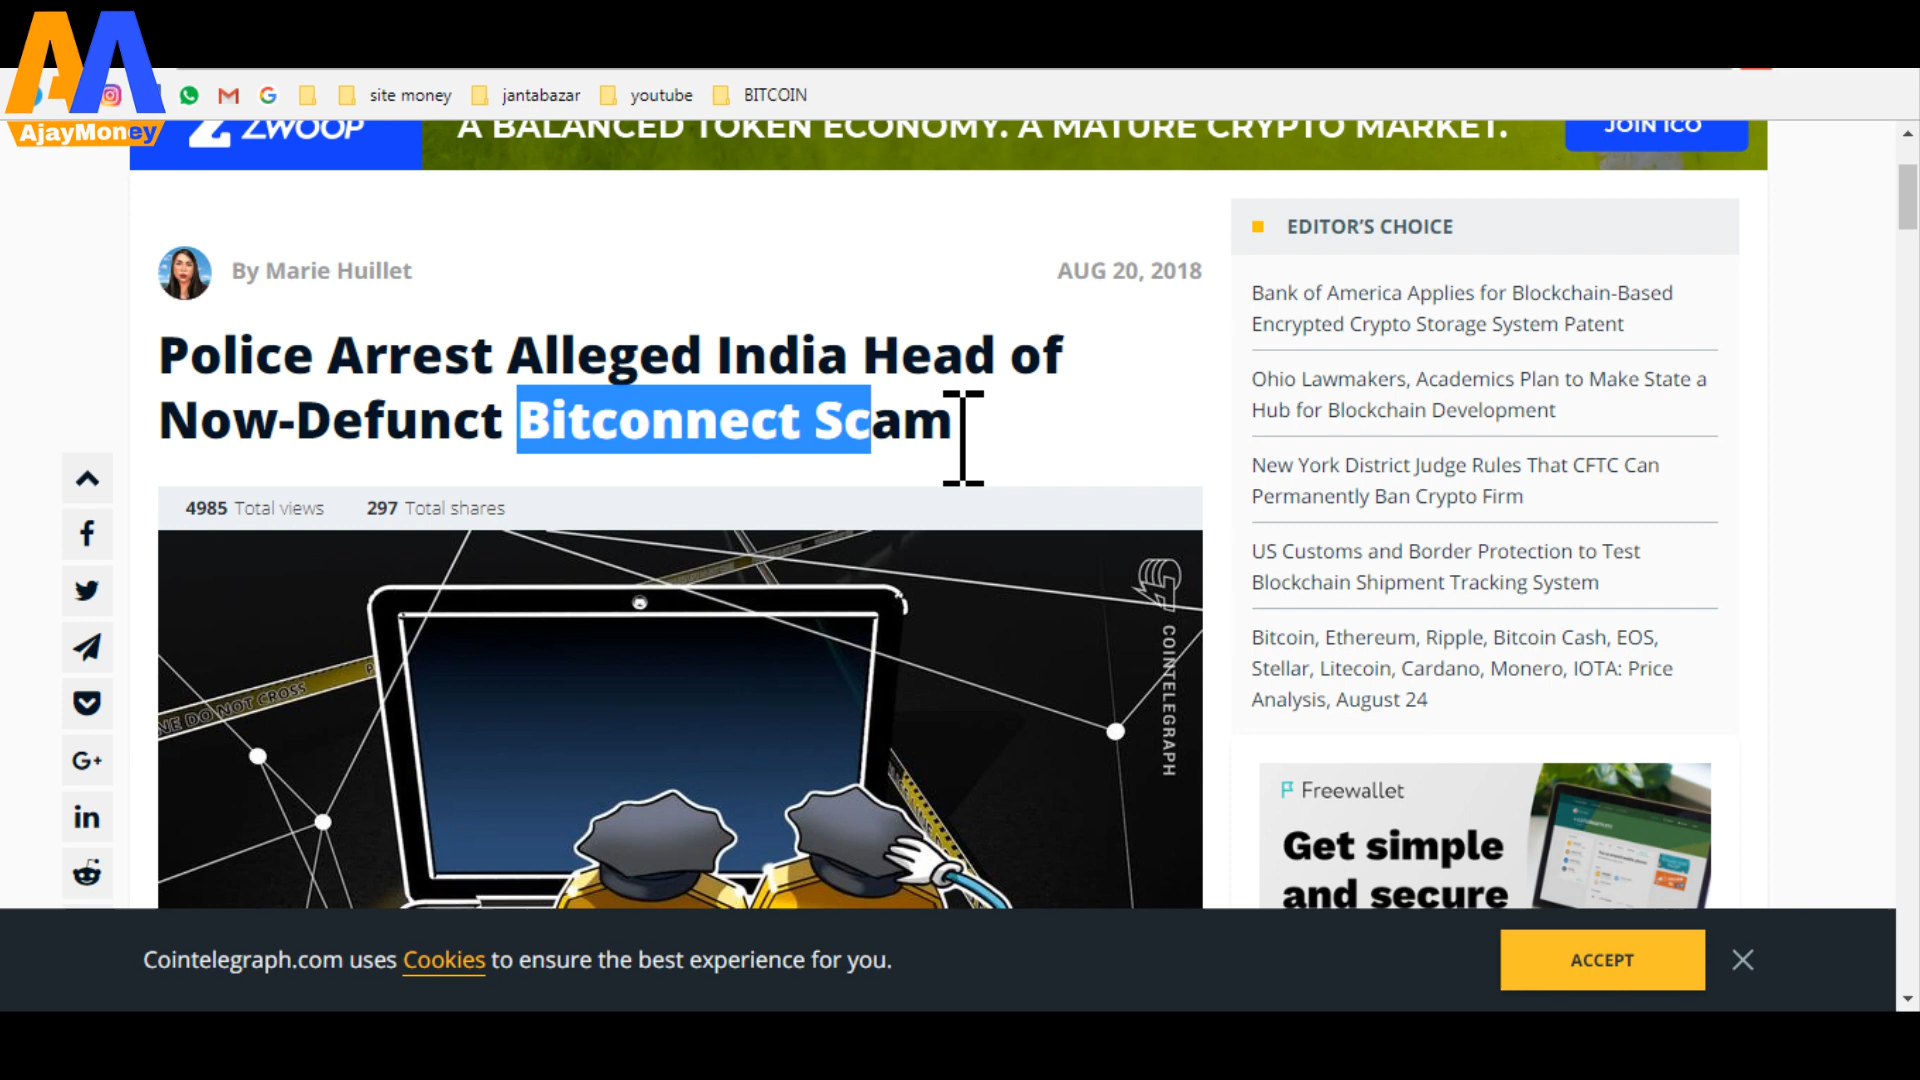 AjayMoney
site money
jantabazar
youtube
BITCOIN
ZWOOP
A BALANCED TOKEN ECONOMY. A MATURE CRYPTO MARKET.
JOIN ICO
By Marie Huillet
AUG 20, 2018
Police Arrest Alleged India Head of
Now-Defunct Bitconnect Scam
4985 Total views
297 Total shares
NE DO NOT CROSS
COINTELEGRAPH
EDITOR'S CHOICE
Bank of America Applies for Blockchain-Based
Encrypted Crypto Storage System Patent
Ohio Lawmakers, Academics Plan to Make State a
Hub for Blockchain Development
New York District Judge Rules That CFTC Can
Permanently Ban Crypto Firm
US Customs and Border Protection to Test
Blockchain Shipment Tracking System
Bitcoin, Ethereum, Ripple, Bitcoin Cash, EOS,
Stellar, Litecoin, Cardano, Monero, IOTA: Price
Analysis, August 24
Freewallet
Get simple
and secure
Cointelegraph.com uses Cookies to ensure the best experience for you.
ACCEPT